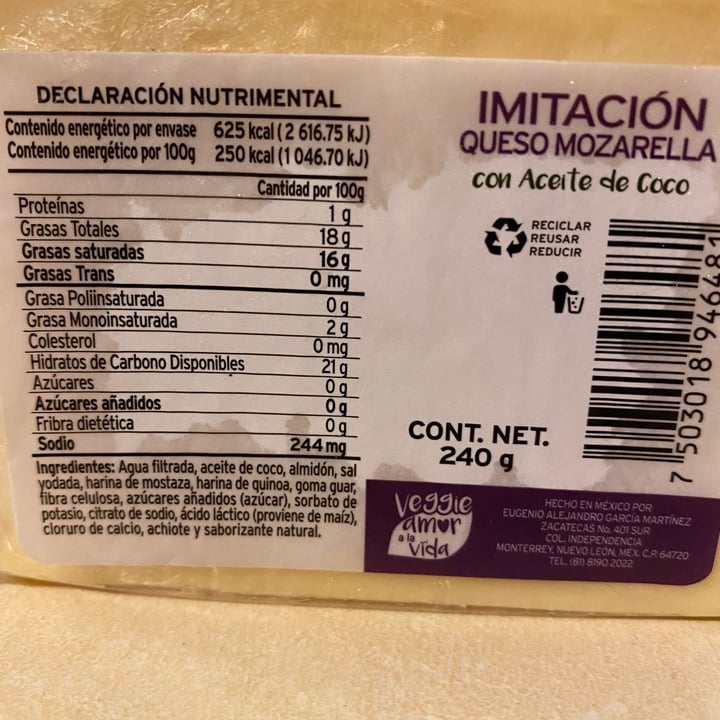 DECLARACIÓN NUTRIMENTAL
Contenido energético por envase 625 kcal ( 2 616.75 kJ)
Contenido energético por 100g 250 kcal (1 046.70 kJ)
Cantidad por 100g
Proteínas 1 g
Grasas Totales 18 g
Grasas saturadas 16 g
Grasas Trans 0 mg
Grasa Poliinsaturada 0 g
Grasa Monoinsaturada 2 g
Colesterol 0 mg
Hidratos de Carbono Disponibles 21 g
Azúcares 0 g
Azúcares añadidos 0 g
Fribra dietética 0 g
Sodio 244 mg
Ingredientes: Agua filtrada, aceite de coco, almidón, sal
yodada, harina de mostaza, harina de quinoa, goma guar,
fibra celulosa, azúcares añadidos (azúcar), sorbato de
potasio, citrato de sodio, ácido láctico (proviene de maíz),
cloruro de calcio, achiote y saborizante natural.
IMITACIÓN
QUESO MOZARELLA
con Aceite de Coco
RECICLAR
REUSAR
REDUCIR
7 503018 946481
CONT. NET.
240 g
Veggie
amor
a la
vida
HECHO EN MÉXICO POR
EUGENIO ALEJANDRO GARCÍA MARTÍNEZ
ZACATECAS No. 401 SUR
COL. INDEPENDENCIA
MONTERREY, NUEVO LEÓN, MÉX. C.P. 64720
TEL. (81) 8190 2022